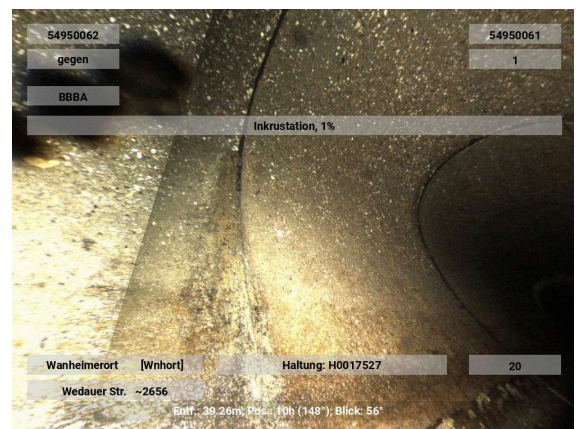 54950062 54950061
gegen 1
BBBA
Inkrustation, 1%
Wanheimerort [Wnhort] Haltung: H0017527 20
Wedauer Str. ~2656
Entf.: 39.26m; Pos.: 10h (148°); Blick: 56°